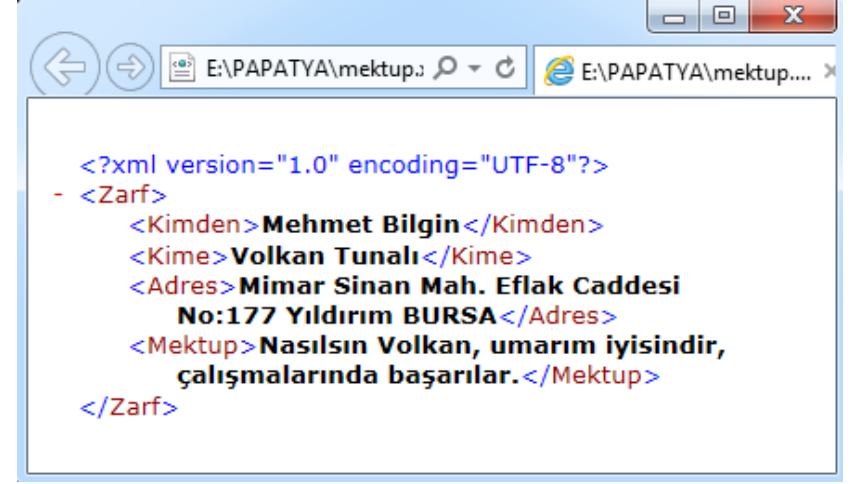 E:\PAPATYA\mektup.:
E:\PAPATYA\mektup....
<?xml version="1.0" encoding="UTF-8"?>
- <Zarf>
<Kimden>Mehmet Bilgin</Kimden>
<Kime>Volkan Tunalı</Kime>
<Adres>Mimar Sinan Mah. Eflak Caddesi
No:177 Yıldırım BURSA</Adres>
<Mektup>Nasılsın Volkan, umarım iyisindir,
çalışmalarında başarılar.</Mektup>
</Zarf>